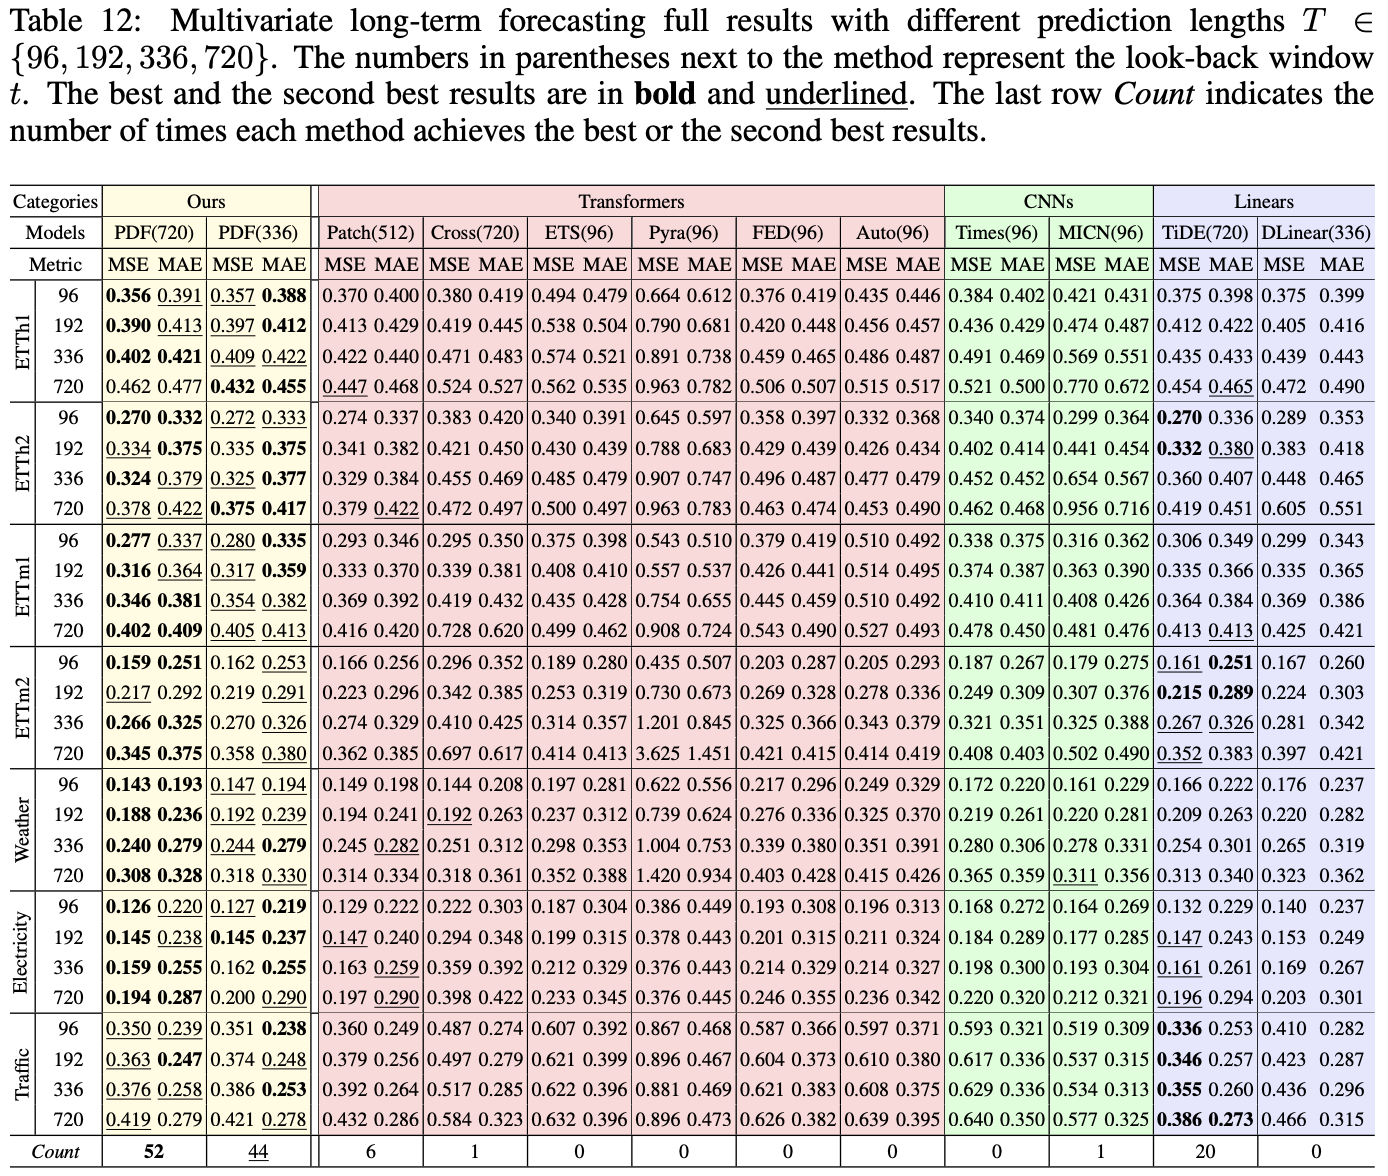 Table 12: Multivariate long-term forecasting full results with different prediction lengths T ∈
{96, 192, 336, 720}. The numbers in parentheses next to the method represent the look-back window
t. The best and the second best results are in bold and underlined. The last row Count indicates the
number of times each method achieves the best or the second best results.
Categories Ours Transformers CNNs Linears
Models PDF(720) PDF(336) Patch(512) Cross(720) ETS(96) Pyra(96) FED(96) Auto(96) Times(96) MICN(96) TiDE(720) DLinear(336)
Metric MSE MAE MSE MAE MSE MAE MSE MAE MSE MAE MSE MAE MSE MAE MSE MAE MSE MAE MSE MAE MSE MAE MSE MAE
ETTh1
96 0.356 0.391 0.357 0.388 0.370 0.400 0.380 0.419 0.494 0.479 0.664 0.612 0.376 0.419 0.435 0.446 0.384 0.402 0.421 0.431 0.375 0.398 0.375 0.399
192 0.390 0.413 0.397 0.412 0.413 0.429 0.419 0.445 0.538 0.504 0.790 0.681 0.420 0.448 0.456 0.457 0.436 0.429 0.474 0.487 0.412 0.422 0.405 0.416
336 0.402 0.421 0.409 0.422 0.422 0.440 0.471 0.483 0.574 0.521 0.891 0.738 0.459 0.465 0.486 0.487 0.491 0.469 0.569 0.551 0.435 0.433 0.439 0.443
720 0.462 0.477 0.432 0.455 0.447 0.468 0.524 0.527 0.562 0.535 0.963 0.782 0.506 0.507 0.515 0.517 0.521 0.500 0.770 0.672 0.454 0.465 0.472 0.490
ETTh2
96 0.270 0.332 0.272 0.333 0.274 0.337 0.383 0.420 0.340 0.391 0.645 0.597 0.358 0.397 0.332 0.368 0.340 0.374 0.299 0.364 0.270 0.336 0.289 0.353
192 0.334 0.375 0.335 0.375 0.341 0.382 0.421 0.450 0.430 0.439 0.788 0.683 0.429 0.439 0.426 0.434 0.402 0.414 0.441 0.454 0.332 0.380 0.383 0.418
336 0.324 0.379 0.325 0.377 0.329 0.384 0.455 0.469 0.485 0.479 0.907 0.747 0.496 0.487 0.477 0.479 0.452 0.452 0.654 0.567 0.360 0.407 0.448 0.465
720 0.378 0.422 0.375 0.417 0.379 0.422 0.472 0.497 0.500 0.497 0.963 0.783 0.463 0.474 0.453 0.490 0.462 0.468 0.956 0.716 0.419 0.451 0.605 0.551
ETTm1
96 0.277 0.337 0.280 0.335 0.293 0.346 0.295 0.350 0.375 0.398 0.543 0.510 0.379 0.419 0.510 0.492 0.338 0.375 0.316 0.362 0.306 0.349 0.299 0.343
192 0.316 0.364 0.317 0.359 0.333 0.370 0.339 0.381 0.408 0.410 0.557 0.537 0.426 0.441 0.514 0.495 0.374 0.387 0.363 0.390 0.335 0.366 0.335 0.365
336 0.346 0.381 0.354 0.382 0.369 0.392 0.419 0.432 0.435 0.428 0.754 0.655 0.445 0.459 0.510 0.492 0.410 0.411 0.408 0.426 0.364 0.384 0.369 0.386
720 0.402 0.409 0.405 0.413 0.416 0.420 0.728 0.620 0.499 0.462 0.908 0.724 0.543 0.490 0.527 0.493 0.478 0.450 0.481 0.476 0.413 0.413 0.425 0.421
ETTm2
96 0.159 0.251 0.162 0.253 0.166 0.256 0.296 0.352 0.189 0.280 0.435 0.507 0.203 0.287 0.205 0.293 0.187 0.267 0.179 0.275 0.161 0.251 0.167 0.260
192 0.217 0.292 0.219 0.291 0.223 0.296 0.342 0.385 0.253 0.319 0.730 0.673 0.269 0.328 0.278 0.336 0.249 0.309 0.307 0.376 0.215 0.289 0.224 0.303
336 0.266 0.325 0.270 0.326 0.274 0.329 0.410 0.425 0.314 0.357 1.201 0.845 0.325 0.366 0.343 0.379 0.321 0.351 0.325 0.388 0.267 0.326 0.281 0.342
720 0.345 0.375 0.358 0.380 0.362 0.385 0.697 0.617 0.414 0.413 3.625 1.451 0.421 0.415 0.414 0.419 0.408 0.403 0.502 0.490 0.352 0.383 0.397 0.421
Weather
96 0.143 0.193 0.147 0.194 0.149 0.198 0.144 0.208 0.197 0.281 0.622 0.556 0.217 0.296 0.249 0.329 0.172 0.220 0.161 0.229 0.166 0.222 0.176 0.237
192 0.188 0.236 0.192 0.239 0.194 0.241 0.192 0.263 0.237 0.312 0.739 0.624 0.276 0.336 0.325 0.370 0.219 0.261 0.220 0.281 0.209 0.263 0.220 0.282
336 0.240 0.279 0.244 0.279 0.245 0.282 0.251 0.312 0.298 0.353 1.004 0.753 0.339 0.380 0.351 0.391 0.280 0.306 0.278 0.331 0.254 0.301 0.265 0.319
720 0.308 0.328 0.318 0.330 0.314 0.334 0.318 0.361 0.352 0.388 1.420 0.934 0.403 0.428 0.415 0.426 0.365 0.359 0.311 0.356 0.313 0.340 0.323 0.362
Electricity
96 0.126 0.220 0.127 0.219 0.129 0.222 0.222 0.303 0.187 0.304 0.386 0.449 0.193 0.308 0.196 0.313 0.168 0.272 0.164 0.269 0.132 0.229 0.140 0.237
192 0.145 0.238 0.145 0.237 0.147 0.240 0.294 0.348 0.199 0.315 0.378 0.443 0.201 0.315 0.211 0.324 0.184 0.289 0.177 0.285 0.147 0.243 0.153 0.249
336 0.159 0.255 0.162 0.255 0.163 0.259 0.359 0.392 0.212 0.329 0.376 0.443 0.214 0.329 0.214 0.327 0.198 0.300 0.193 0.304 0.161 0.261 0.169 0.267
720 0.194 0.287 0.200 0.290 0.197 0.290 0.398 0.422 0.233 0.345 0.376 0.445 0.246 0.355 0.236 0.342 0.220 0.320 0.212 0.321 0.196 0.294 0.203 0.301
Traffic
96 0.350 0.239 0.351 0.238 0.360 0.249 0.487 0.274 0.607 0.392 0.867 0.468 0.587 0.366 0.597 0.371 0.593 0.321 0.519 0.309 0.336 0.253 0.410 0.282
192 0.363 0.247 0.374 0.248 0.379 0.256 0.497 0.279 0.621 0.399 0.896 0.467 0.604 0.373 0.610 0.380 0.617 0.336 0.537 0.315 0.346 0.257 0.423 0.287
336 0.376 0.258 0.386 0.253 0.392 0.264 0.517 0.285 0.622 0.396 0.881 0.469 0.621 0.383 0.608 0.375 0.629 0.336 0.534 0.313 0.355 0.260 0.436 0.296
720 0.419 0.279 0.421 0.278 0.432 0.286 0.584 0.323 0.632 0.396 0.896 0.473 0.626 0.382 0.639 0.395 0.640 0.350 0.577 0.325 0.386 0.273 0.466 0.315
Count 52 44 6 1 0 0 0 0 0 1 20 0